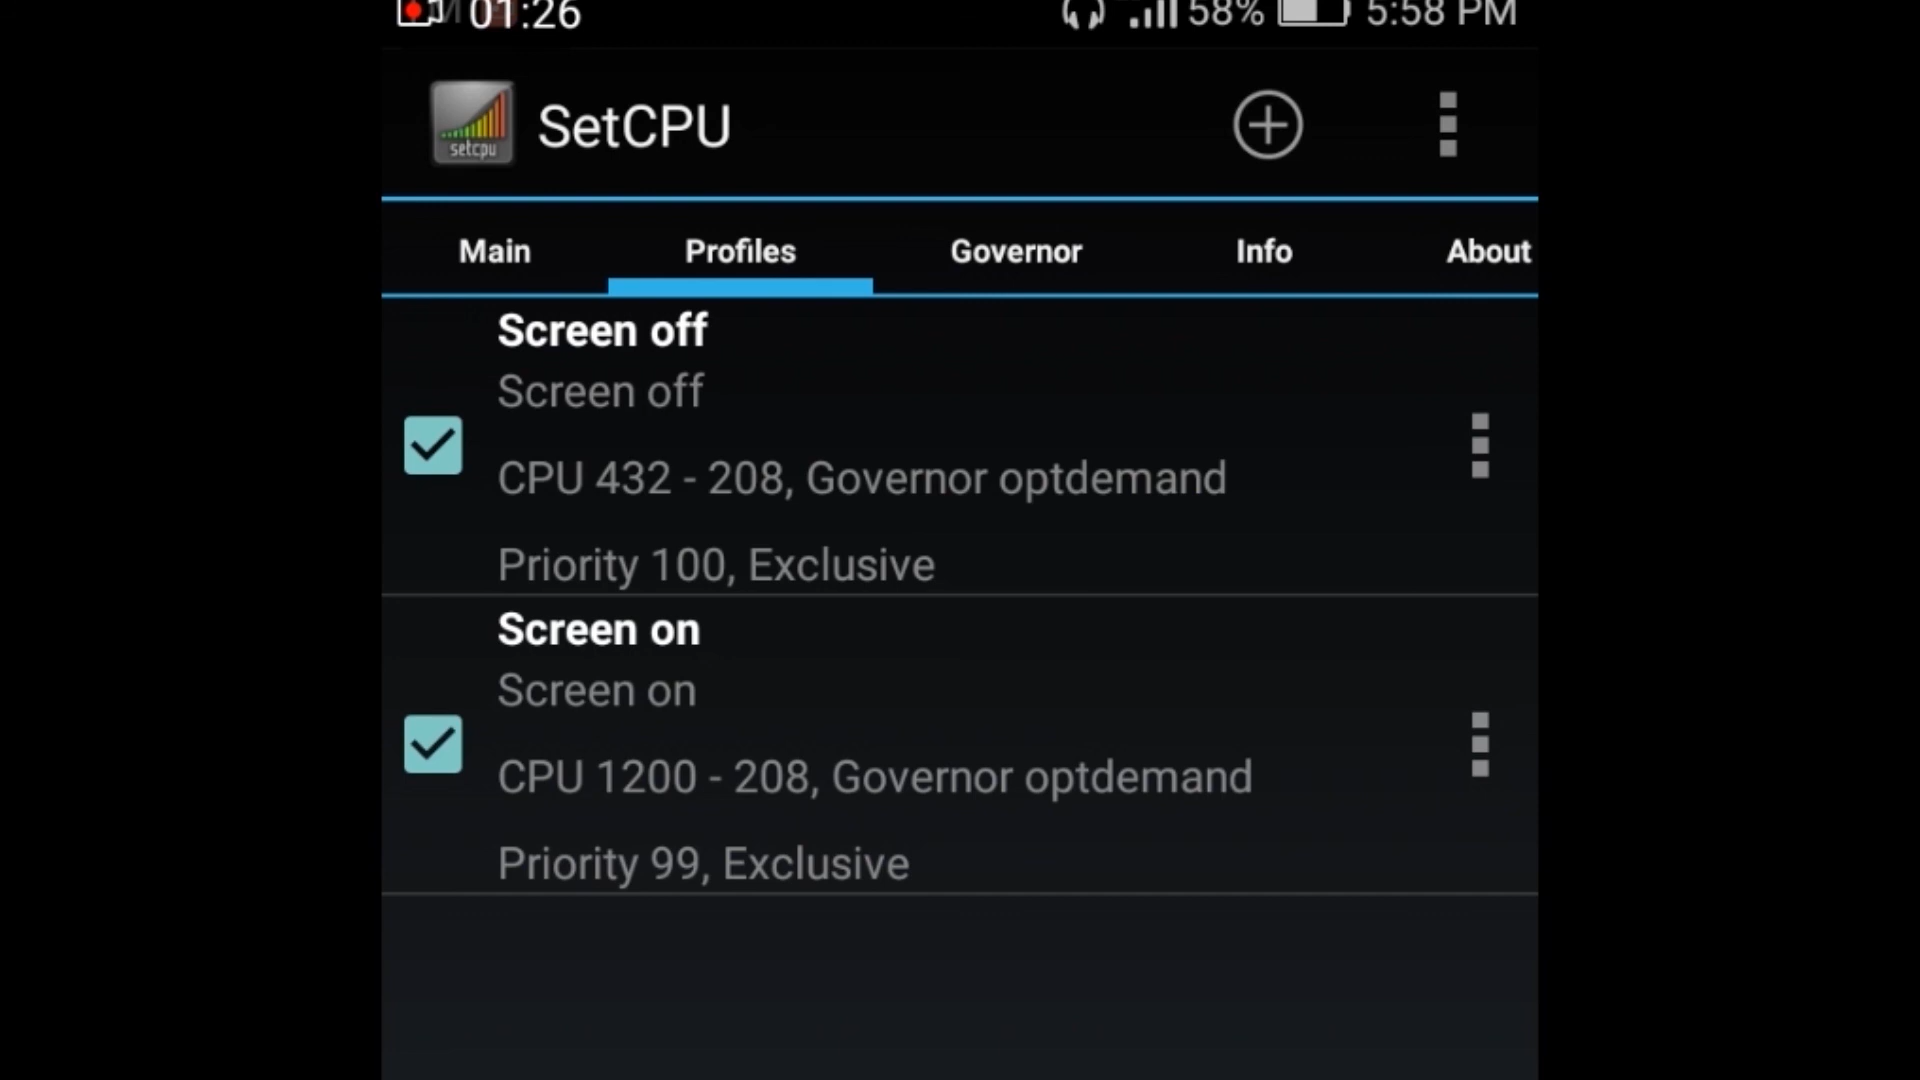 01:26 58% 5:58 PM
setcpu SetCPU
Main Profiles Governor Info About
Screen off
Screen off
CPU 432 - 208, Governor optdemand
Priority 100, Exclusive
Screen on
Screen on
CPU 1200 - 208, Governor optdemand
Priority 99, Exclusive